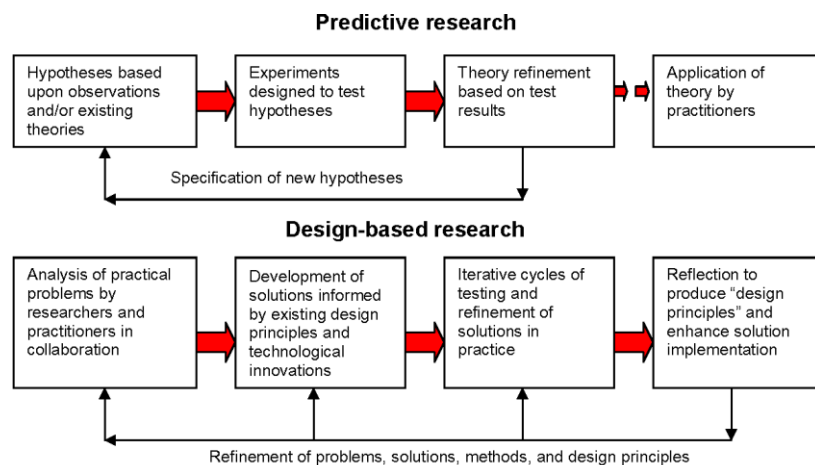 Predictive research
Hypotheses based
upon observations
and/or existing
theories
Experiments
designed to test
hypotheses
Theory refinement
based on test
results
Application of
theory by
practitioners
Specification of new hypotheses
Design-based research
Analysis of practical
problems by
researchers and
practitioners in
collaboration
Development of
solutions informed
by existing design
principles and
technological
innovations
Iterative cycles of
testing and
refinement of
solutions in
practice
Reflection to
produce “design
principles” and
enhance solution
implementation
Refinement of problems, solutions, methods, and design principles